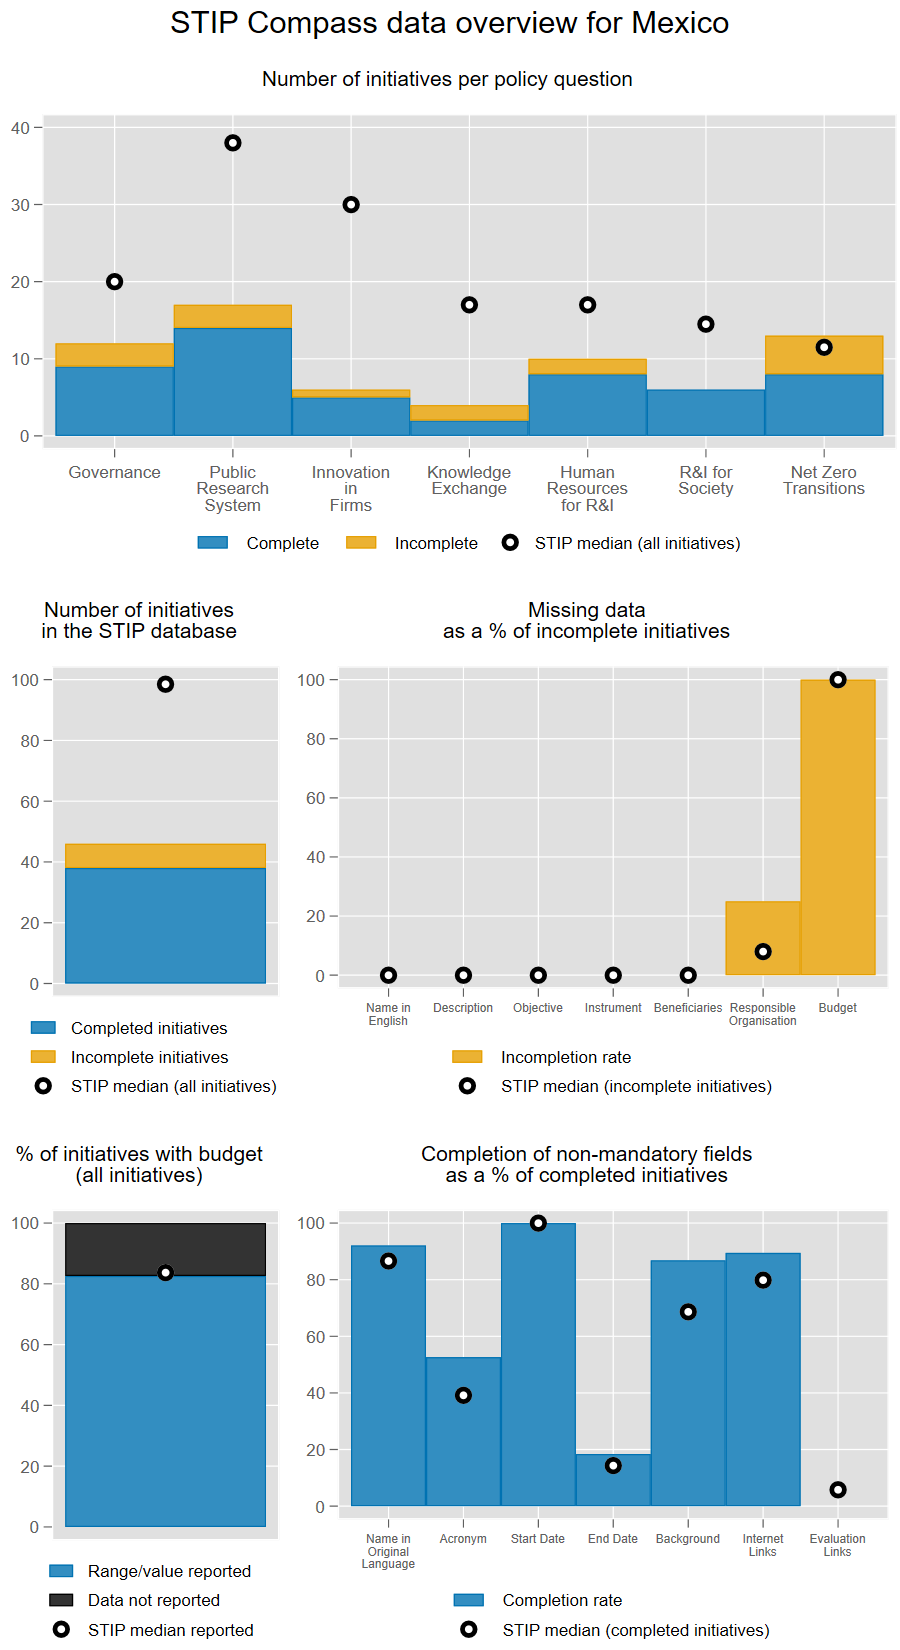 STIP Compass data overview for Mexico
Number of initiatives per policy question
40
30
20
10
0
Governance
Public
Research
System
Innovation
in
Firms
Knowledge
Exchange
Human
Resources
for R&I
R&I for
Society
Net Zero
Transitions
Complete
Incomplete
STIP median (all initiatives)
Number of initiatives
in the STIP database
100
80
60
40
20
0
Completed initiatives
Incomplete initiatives
STIP median (all initiatives)
Missing data
as a % of incomplete initiatives
100
80
60
40
20
0
Name in
English
Description
Objective
Instrument
Beneficiaries
Responsible
Organisation
Budget
Incompletion rate
STIP median (incomplete initiatives)
% of initiatives with budget
(all initiatives)
100
80
60
40
20
0
Range/value reported
Data not reported
STIP median reported
Completion of non-mandatory fields
as a % of completed initiatives
100
80
60
40
20
0
Name in
Original
Language
Acronym
Start Date
End Date
Background
Internet
Links
Evaluation
Links
Completion rate
STIP median (completed initiatives)